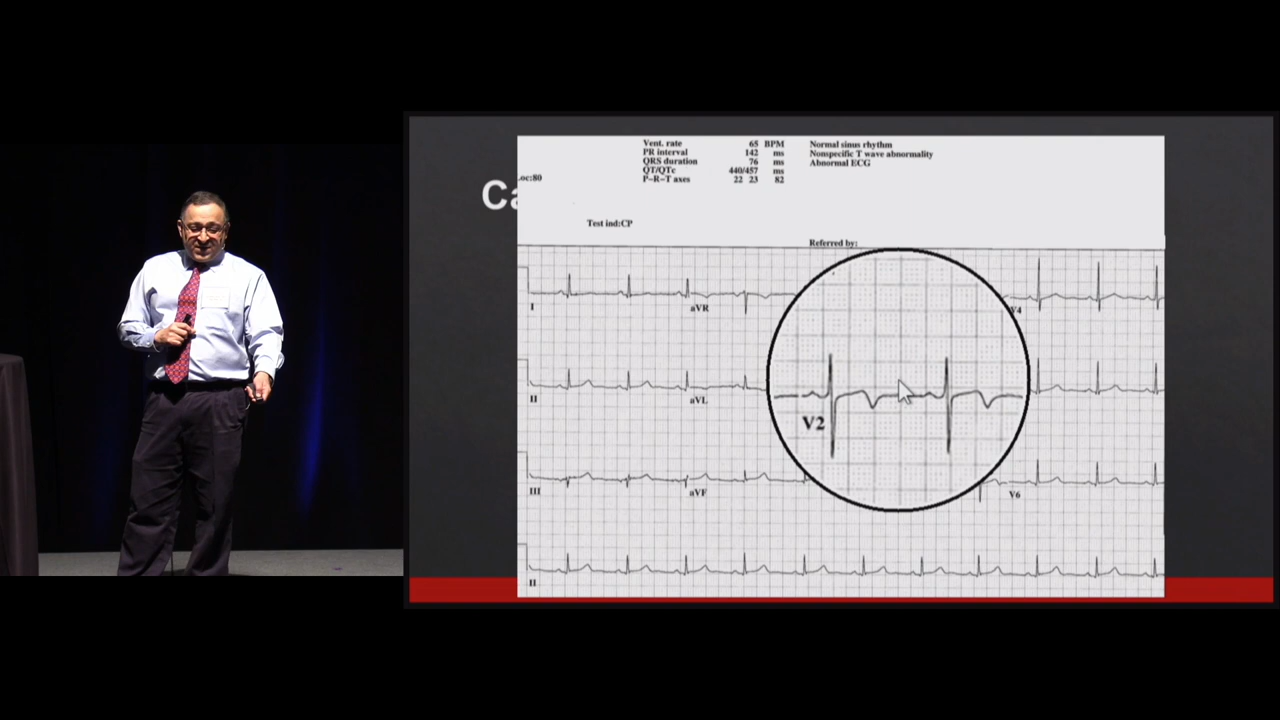 Vent. rate 65 BPM
PR interval 142 ms
QRS duration 76 ms
QT/QTc 440/457 ms
P-R-T axes 22 23 82
Normal sinus rhythm
Nonspecific T wave abnormality
Abnormal ECG
oc:80
Ca
Test ind:CP
Referred by:
I
aVR
V4
II
aVL
V2
III
aVF
V6
II